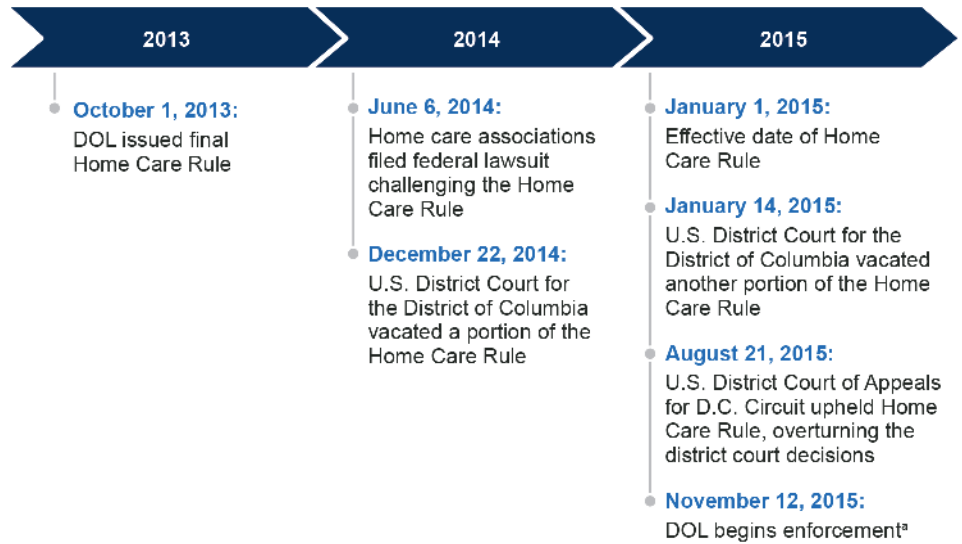 2013
October 1, 2013:
DOL issued final
Home Care Rule
2014
June 6, 2014:
Home care associations
filed federal lawsuit
challenging the Home
Care Rule
December 22, 2014:
U.S. District Court for
the District of Columbia
vacated a portion of the
Home Care Rule
2015
January 1, 2015:
Effective date of Home
Care Rule
January 14, 2015:
U.S. District Court for the
District of Columbia vacated
another portion of the Home
Care Rule
August 21, 2015:
U.S. District Court of Appeals
for D.C. Circuit upheld Home
Care Rule, overturning the
district court decisions
November 12, 2015:
DOL begins enforcementª